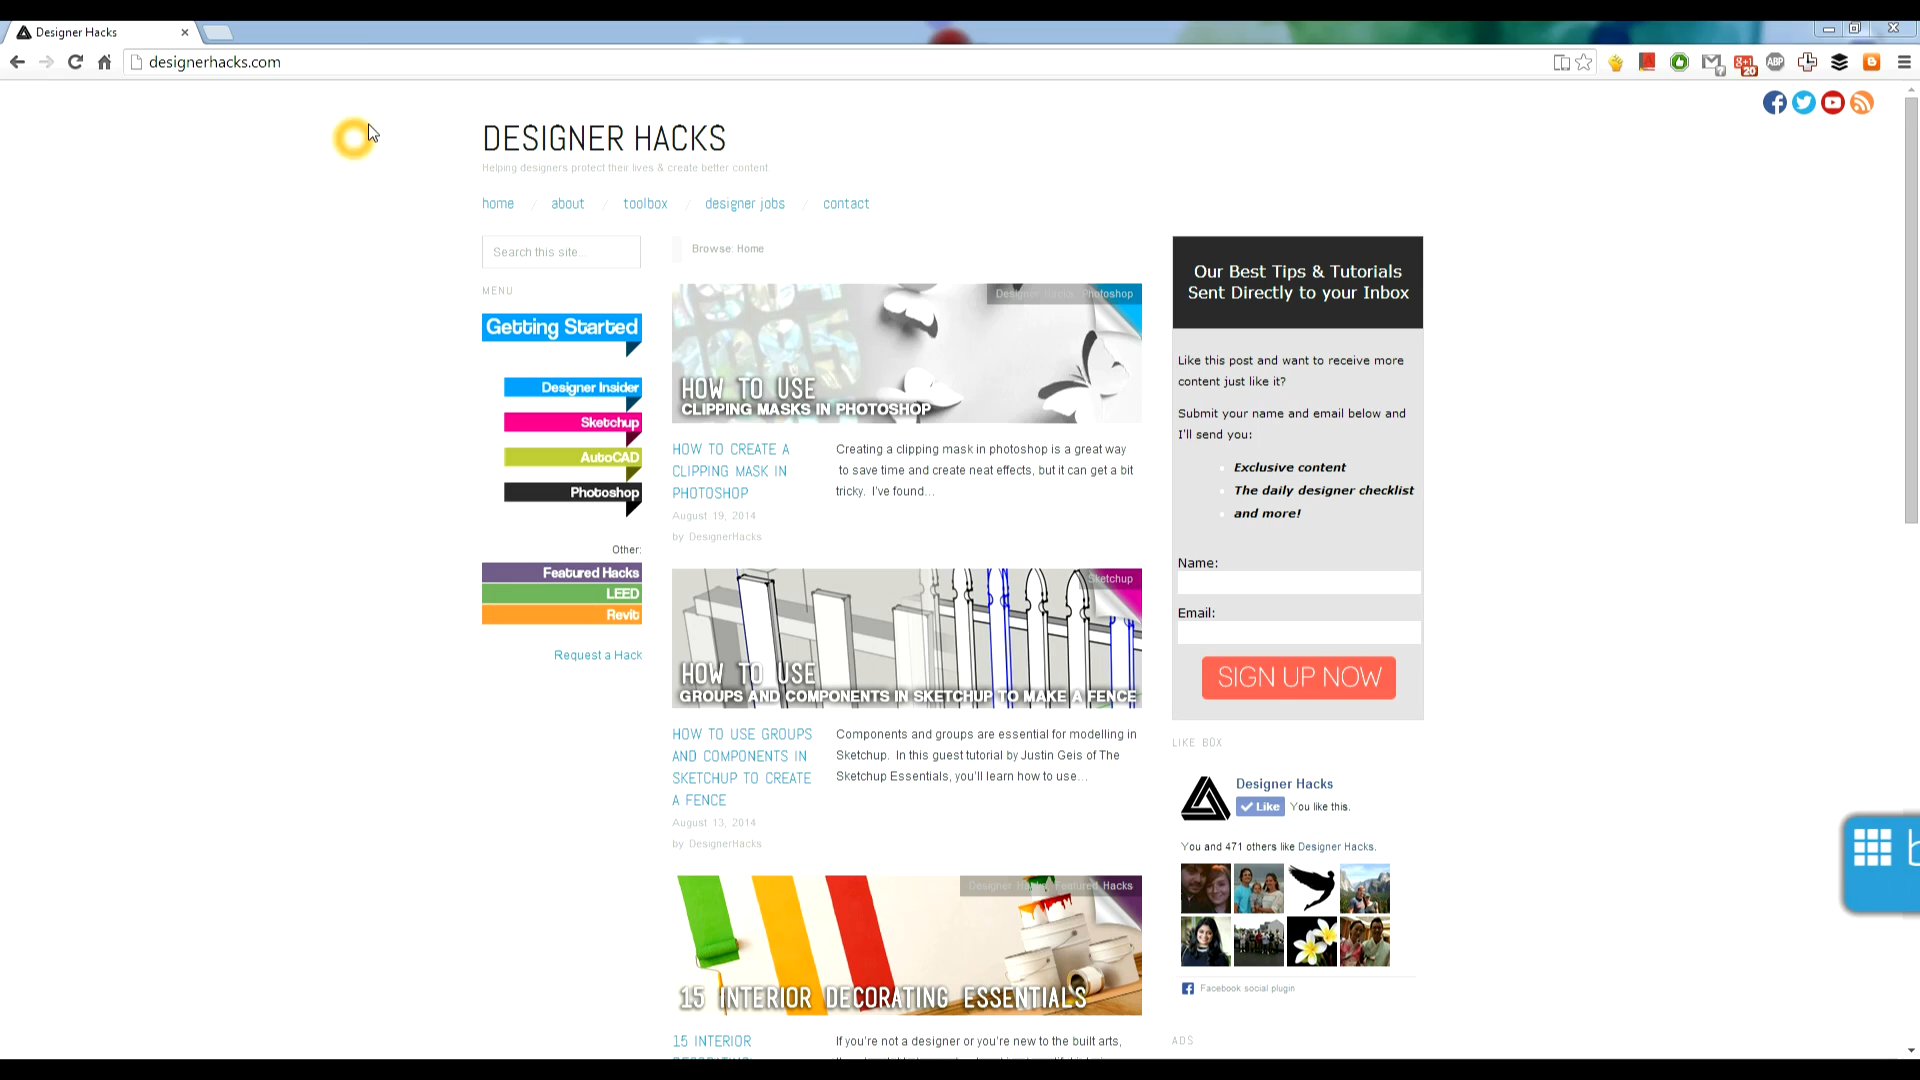 Designer Hacks
designerhacks.com
20
ABP
DESIGNER HACKS
Helping designers protect their lives & create better content
home / about / toolbox / designer jobs / contact
Search this site...
MENU
Getting Started
Designer Insider
Sketchup
AutoCAD
Photoshop
Other:
Featured Hacks
LEED
Revit
Request a Hack
Browse: Home
Designer Hacks Photoshop
HOW TO USE
CLIPPING MASKS IN PHOTOSHOP
HOW TO CREATE A
CLIPPING MASK IN
PHOTOSHOP
August 19, 2014
by DesignerHacks
Creating a clipping mask in photoshop is a great way
to save time and create neat effects, but it can get a bit
tricky. I've found…
Sketchup
HOW TO USE
GROUPS AND COMPONENTS IN SKETCHUP TO MAKE A FENCE
HOW TO USE GROUPS
AND COMPONENTS IN
SKETCHUP TO CREATE
A FENCE
August 13, 2014
by DesignerHacks
Components and groups are essential for modelling in
Sketchup. In this guest tutorial by Justin Geis of The
Sketchup Essentials, you'll learn how to use…
Featured Hacks
15 INTERIOR DECORATING ESSENTIALS
15 INTERIOR
If you're not a designer or you're new to the built arts,
Our Best Tips & Tutorials
Sent Directly to your Inbox
Like this post and want to receive more
content just like it?
Submit your name and email below and
I'll send you:
Exclusive content
The daily designer checklist
and more!
Name:
Email:
SIGN UP NOW
LIKE BOX
Designer Hacks
Like You like this.
You and 471 others like Designer Hacks.
Facebook social plugin
ADS